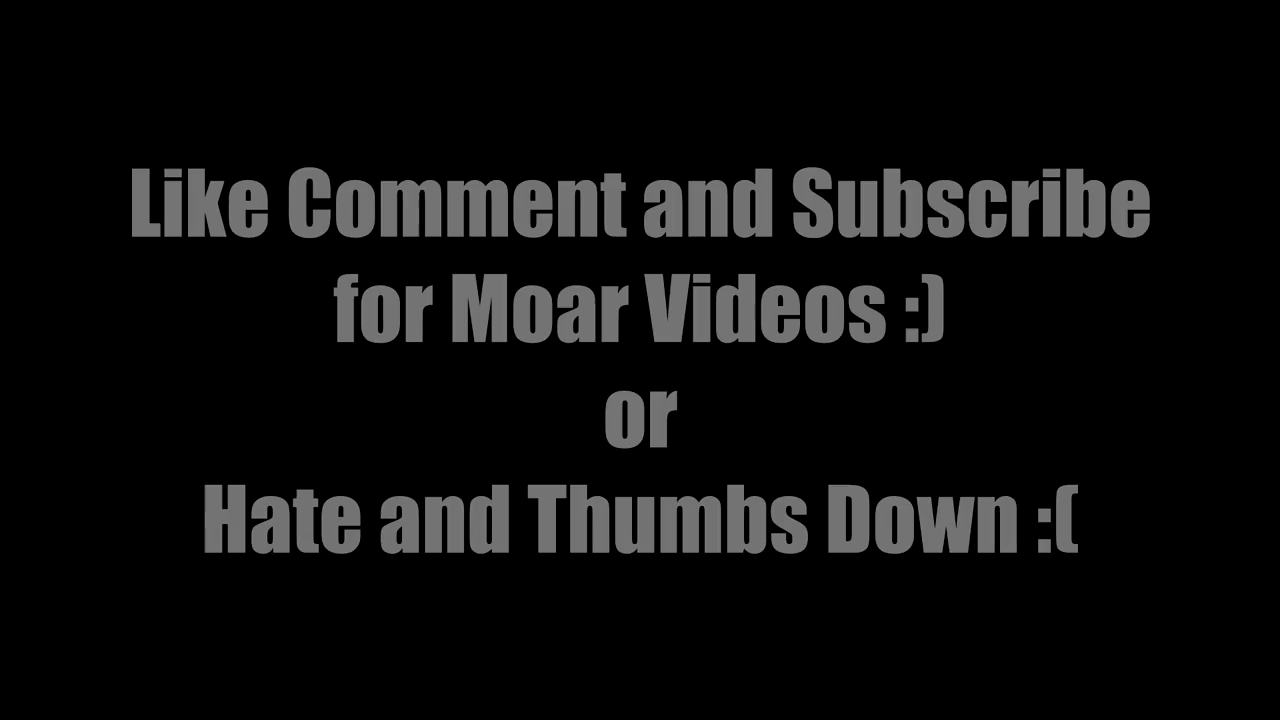 Like Comment and Subscribe
for Moar Videos :)
or
Hate and Thumbs Down :(